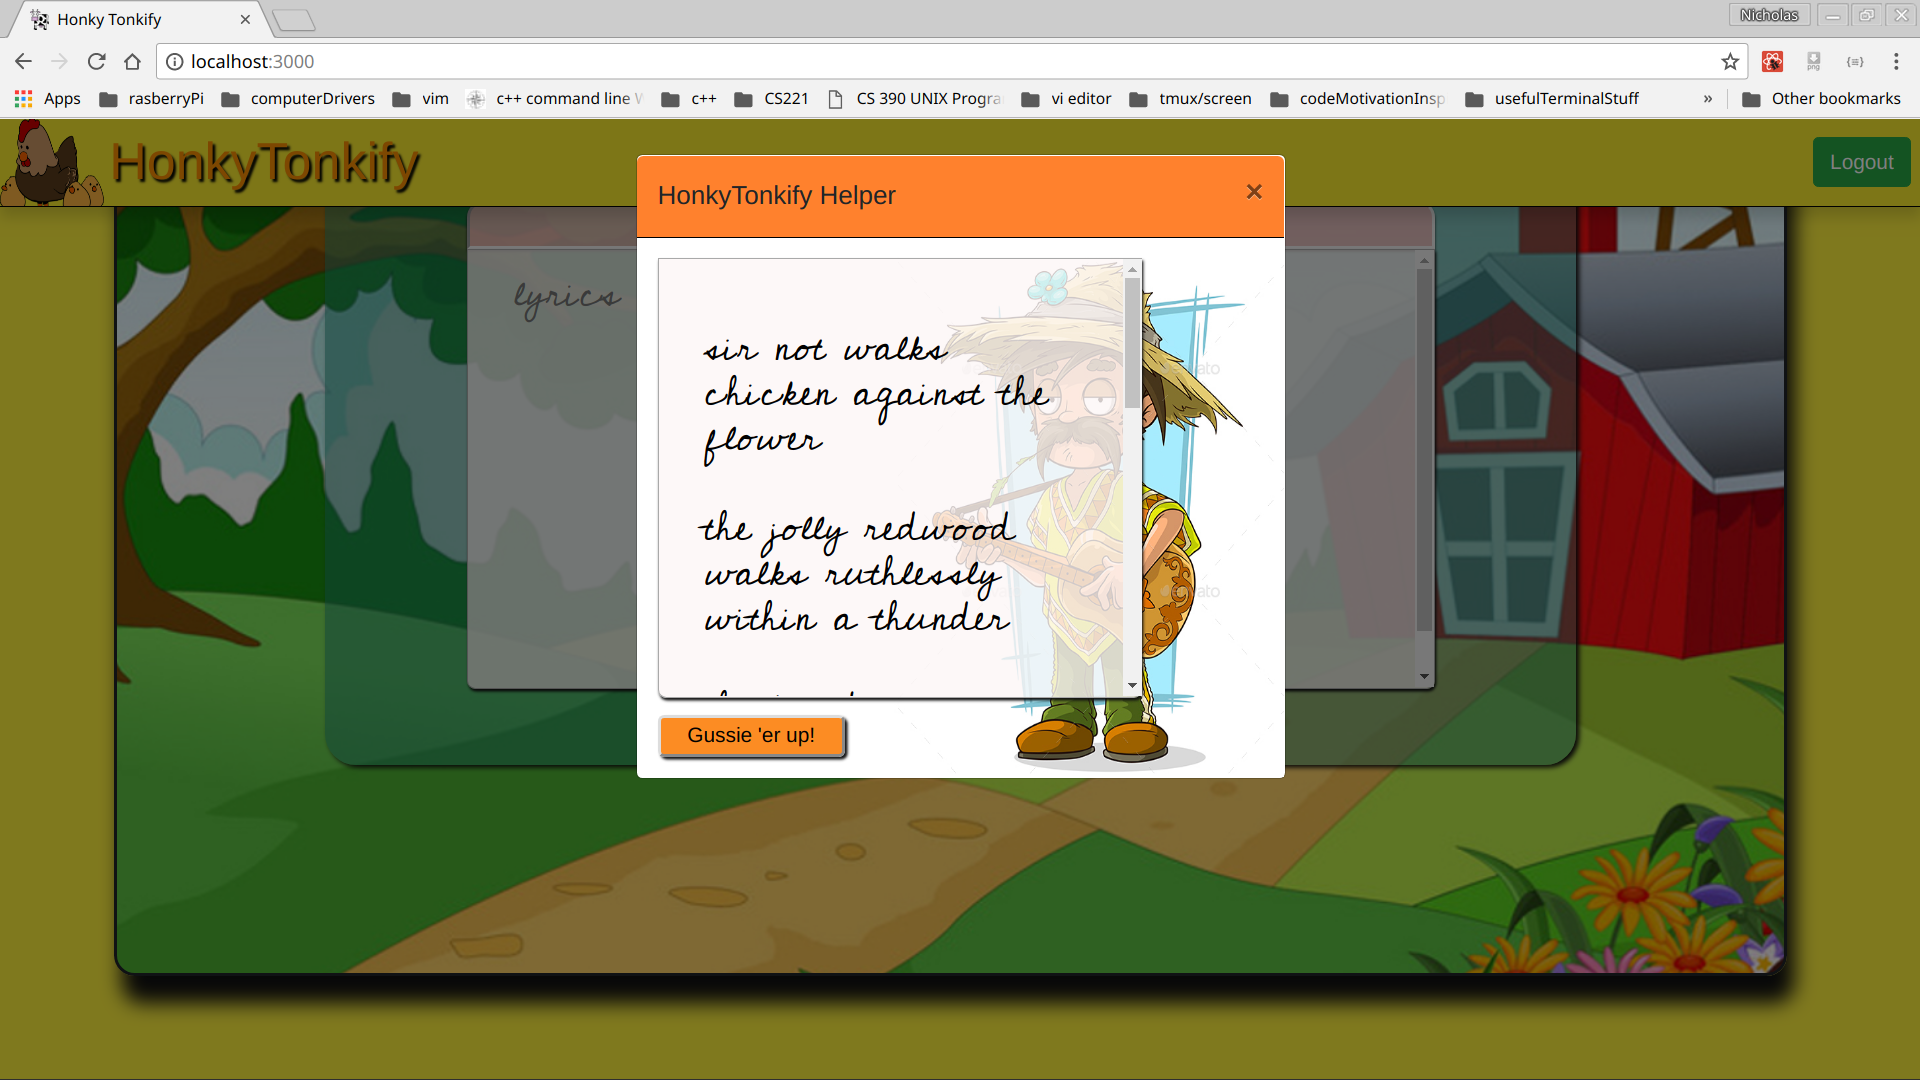 Honky Tonkify
Nicholas
localhost:3000
Apps rasberryPi computerDrivers vim c++ command line c++ CS221 CS 390 UNIX Progra vi editor tmux/screen codeMotivationInsp usefulTerminalStuff » Other bookmarks
HonkyTonkify
Logout
HonkyTonkify Helper
×
lyrics
sir not walks
chicken against the
flower
the jolly redwood
walks ruthlessly
within a thunder
Gussie 'er up!